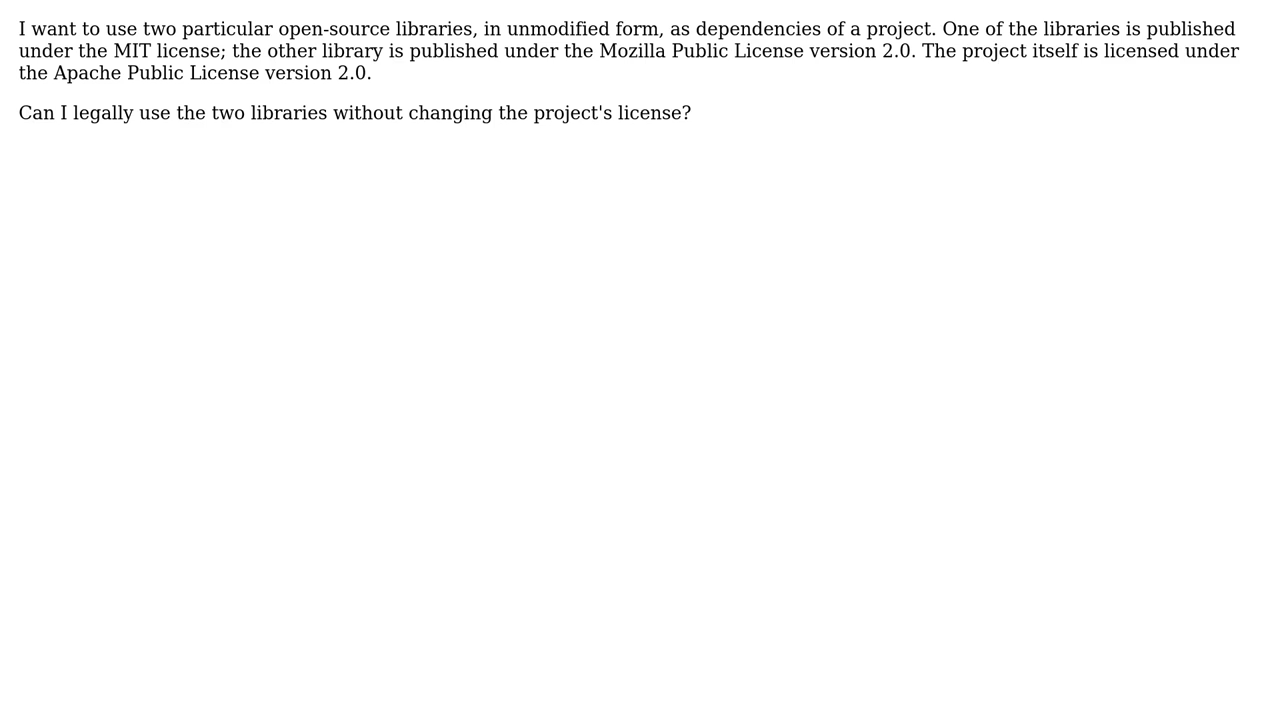 I want to use two particular open-source libraries, in unmodified form, as dependencies of a project. One of the libraries is published
under the MIT license; the other library is published under the Mozilla Public License version 2.0. The project itself is licensed under
the Apache Public License version 2.0.
Can I legally use the two libraries without changing the project's license?